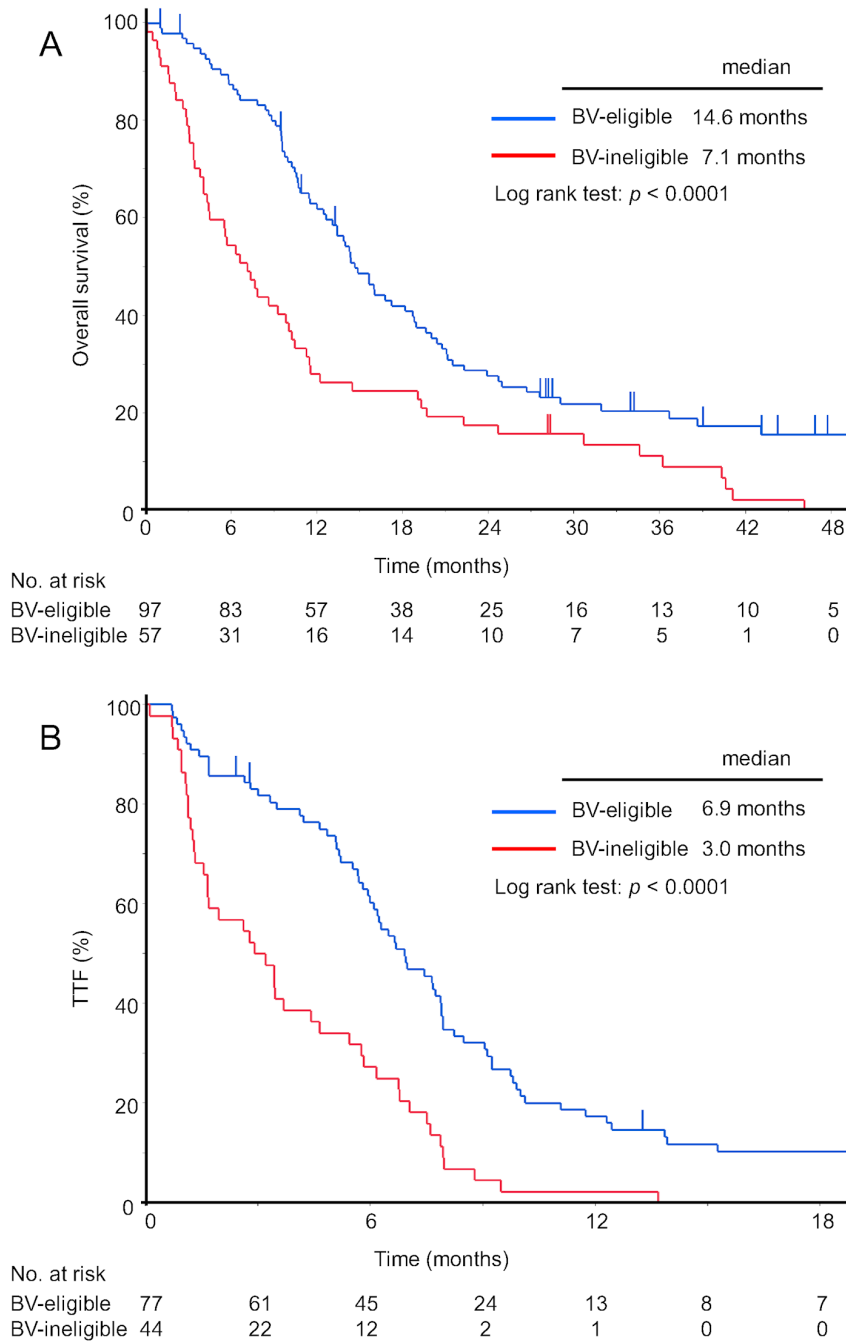 A
median
BV-eligible 14.6 months
BV-ineligible 7.1 months
Log rank test: p < 0.0001
Overall survival (%)
100
80
60
40
20
0
0 6 12 18 24 30 36 42 48
Time (months)
No. at risk
BV-eligible 97 83 57 38 25 16 13 10 5
BV-ineligible 57 31 16 14 10 7 5 1 0
B
median
BV-eligible 6.9 months
BV-ineligible 3.0 months
Log rank test: p < 0.0001
TTF (%)
100
80
60
40
20
0
0 6 12 18
Time (months)
No. at risk
BV-eligible 77 61 45 24 13 8 7
BV-ineligible 44 22 12 2 1 0 0